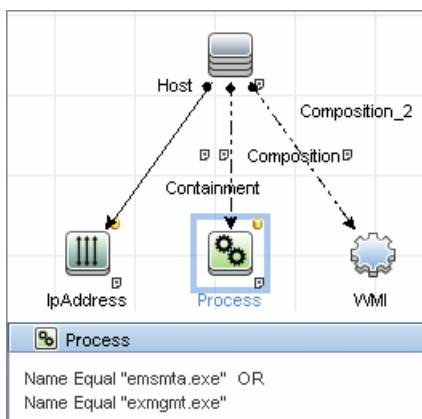 Host
Composition_2
Composition
Containment
IpAddress
Process
WMI
Process
Name Equal "emsmta.exe" OR
Name Equal "exmgmt.exe"